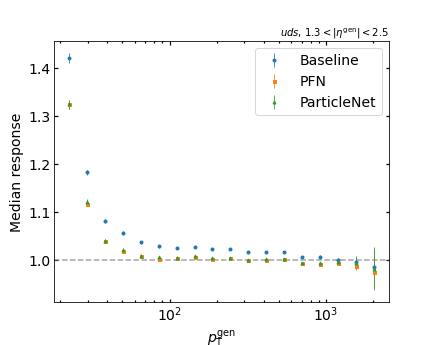 uds, 1.3 < |η^gen| < 2.5
Baseline
PFN
ParticleNet
Median response
1.4
1.3
1.2
1.1
1.0
10^2
10^3
p_T^gen